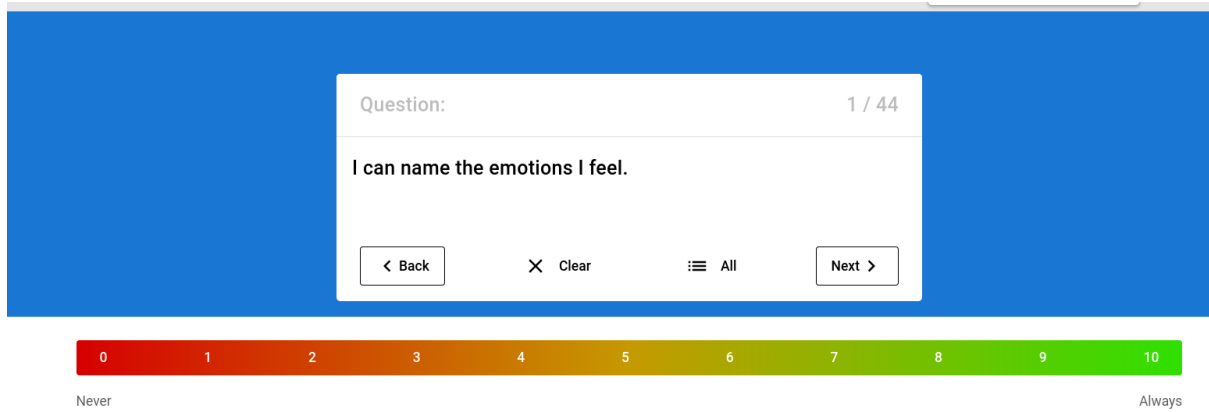 Question: 1 / 44
I can name the emotions I feel.
Back Clear All Next
0 1 2 3 4 5 6 7 8 9 10
Never Always